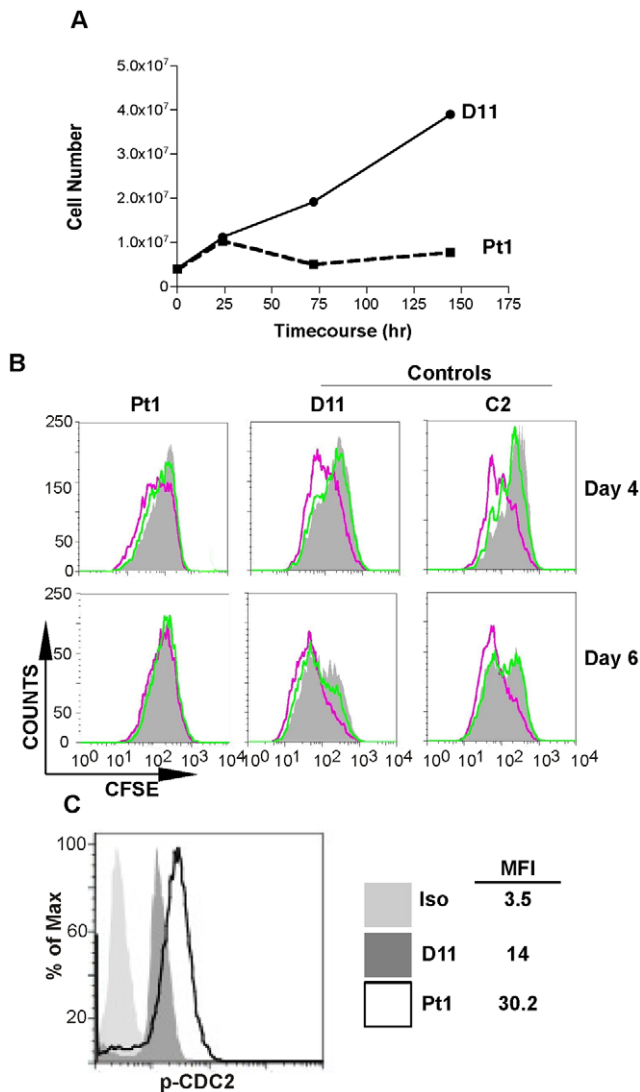 A
5.0x10⁷
4.0x10⁷
3.0x10⁷
2.0x10⁷
1.0x10⁷
0
Cell Number
D11
Pt1
0 25 50 75 100 125 150 175
Timecourse (hr)
B
Controls
Pt1 D11 C2
250
150
50
0
Day 4
250
150
50
0
Day 6
COUNTS
10⁰ 10¹ 10² 10³ 10⁴ 10⁰ 10¹ 10² 10³ 10⁴ 10⁰ 10¹ 10² 10³ 10⁴
CFSE
C
100
80
60
40
20
% of Max
p-CDC2
MFI
Iso 3.5
D11 14
Pt1 30.2